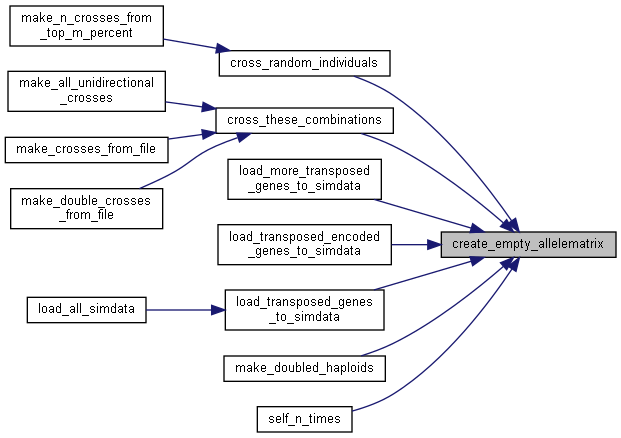 make_n_crosses_from
_top_m_percent
cross_random_individuals
make_all_unidirectional
_crosses
cross_these_combinations
make_crosses_from_file
make_double_crosses
_from_file
load_more_transposed
_genes_to_simdata
load_transposed_encoded
_genes_to_simdata
create_empty_allelematrix
load_all_simdata
load_transposed_genes
_to_simdata
make_doubled_haploids
self_n_times